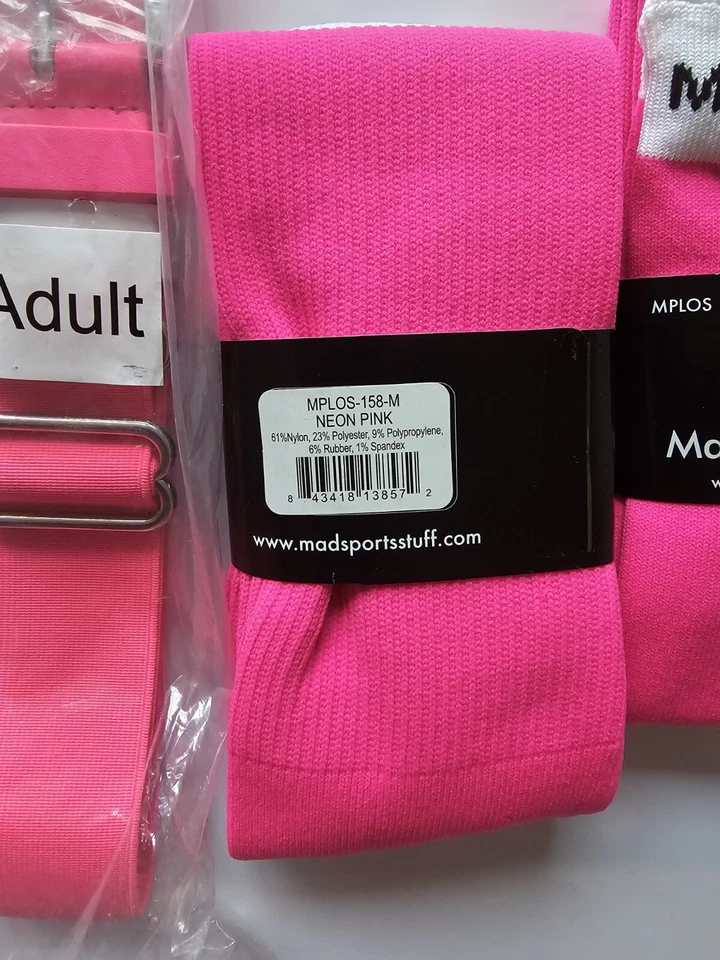 Adult
MPLOS-158-M
NEON PINK
61%Nylon, 23% Polyester, 9% Polypropylene,
6% Rubber, 1% Spandex
8 43418 13857 2
www.madsportsstuff.com
M
MPLOS
Ma
w